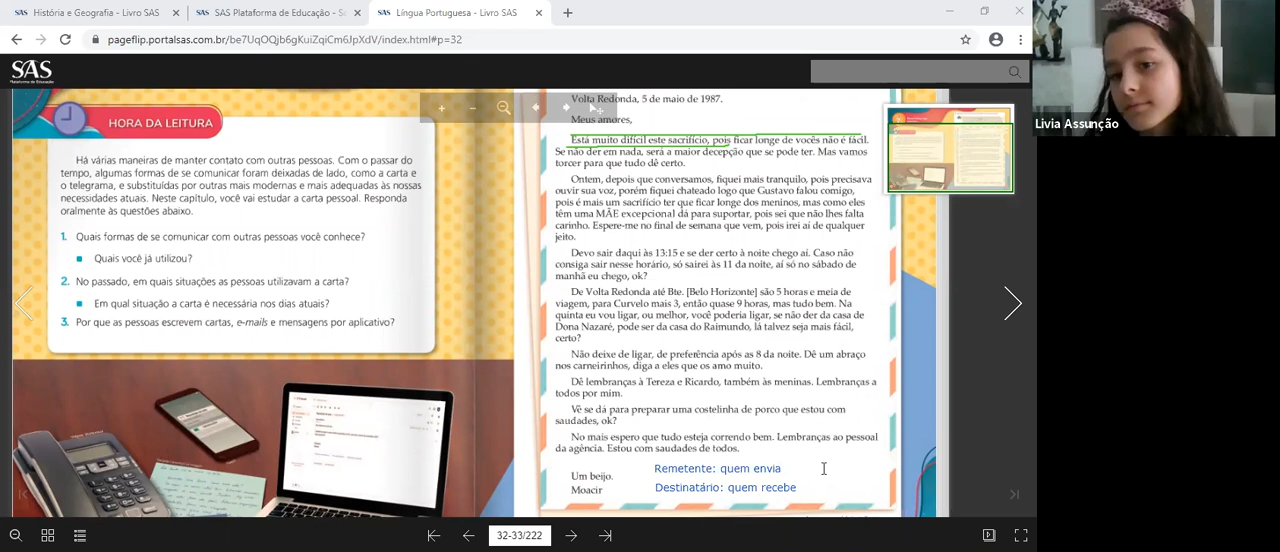 História e Geografia - Livro SAS
SAS Plataforma de Educação - S
Língua Portuguesa - Livro SAS
pageflip.portalsas.com.br/be7UqOQjb6gKuiZqiCm6JpXdV/index.html#p=32
SAS
Plataforma de Educação
HORA DA LEITURA
Há várias maneiras de manter contato com outras pessoas. Com o passar do
tempo, algumas formas de se comunicar foram deixadas de lado, como a carta e
o telegrama, e substituídas por outras mais modernas e mais adequadas às nossas
necessidades atuais. Neste capítulo, você vai estudar a carta pessoal. Responda
oralmente às questões abaixo.
1. Quais formas de se comunicar com outras pessoas você conhece?
Quais você já utilizou?
2. No passado, em quais situações as pessoas utilizavam a carta?
Em qual situação a carta é necessária nos dias atuais?
3. Por que as pessoas escrevem cartas, e-mails e mensagens por aplicativo?
Volta Redonda, 5 de maio de 1987.
Meus amores,
Está muito difícil este sacrifício, pois ficar longe de vocês não é fácil.
Se não der em nada, será a maior decepção que se pode ter. Mas vamos
torcer para que tudo dê certo.
Ontem, depois que conversamos, fiquei mais tranquilo, pois precisava
ouvir sua voz, porém fiquei chateado logo que Gustavo falou comigo,
pois é mais um sacrifício ter que ficar longe dos meninos, mas como eles
têm uma MÃE excepcional dá para suportar, pois sei que não lhes falta
carinho. Espere-me no final de semana que vem, pois irei aí de qualquer
jeito.
Devo sair daqui às 13:15 e se der certo à noite chego aí. Caso não
consiga sair nesse horário, só sairei às 11 da noite, aí só no sábado de
manhã eu chego, ok?
De Volta Redonda até Bte. [Belo Horizonte] são 5 horas e meia de
viagem, para Curvelo mais 3, então quase 9 horas, mas tudo bem. Na
quinta eu vou ligar, ou melhor, você poderia ligar, se não der da casa de
Dona Nazaré, pode ser da casa do Raimundo, lá talvez seja mais fácil,
certo?
Não deixe de ligar, de preferência após as 8 da noite. Dê um abraço
nos carneirinhos, diga a eles que os amo muito.
Dê lembranças à Tereza e Ricardo, também às meninas. Lembranças a
todos por mim.
Vê se dá para preparar uma costelinha de porco que estou com
saudades, ok?
No mais espero que tudo esteja correndo bem. Lembranças ao pessoal
da agência. Estou com saudades de todos.
Um beijo.
Moacir
Remetente: quem envia
Destinatário: quem recebe
32-33/222
Livia Assunção